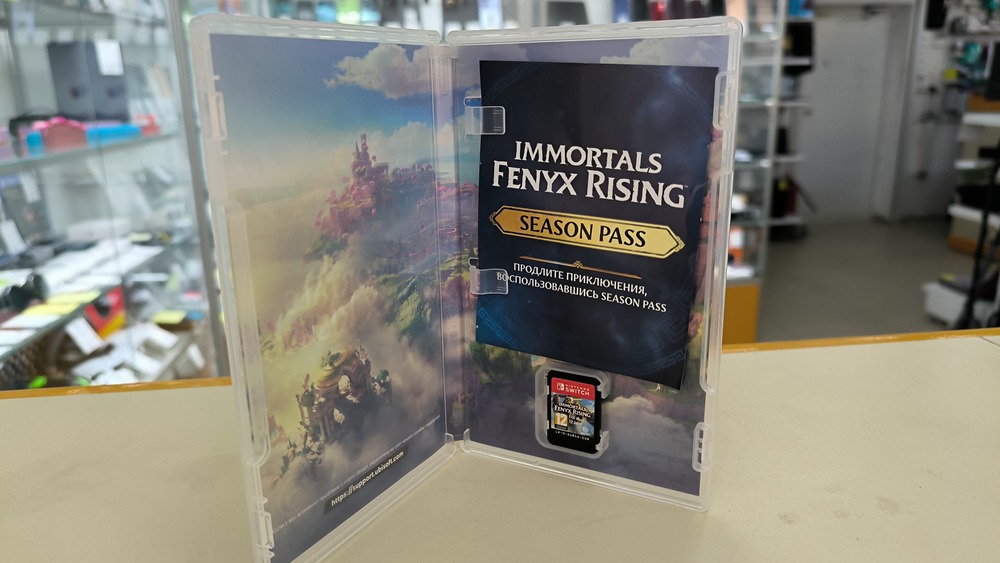 IMMORTALS
FENYX RISING
SEASON PASS
ПРОДЛИТЕ ПРИКЛЮЧЕНИЯ,
ВОСПОЛЬЗОВАВШИСЬ SEASON PASS
NINTENDO
SWITCH
IMMORTALS
FENYX RISING
12
https://support.ubisoft.com